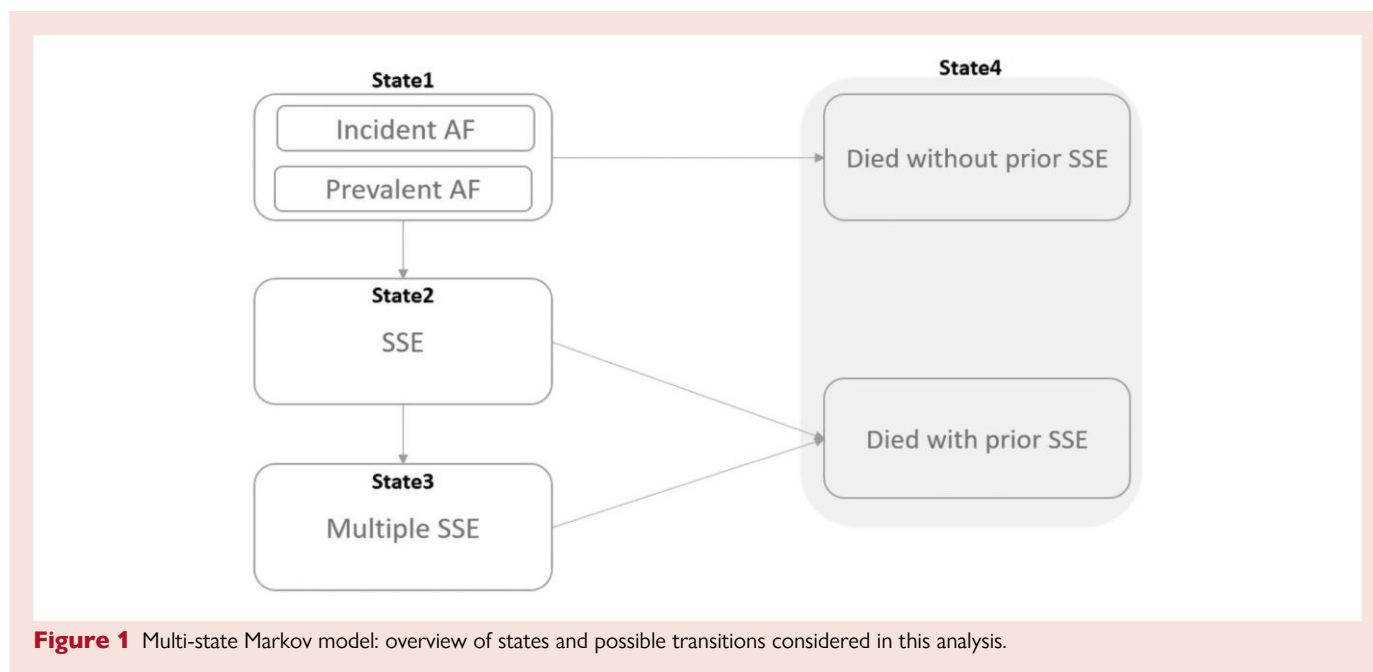 State1
Incident AF
Prevalent AF
State2
SSE
State3
Multiple SSE
State4
Died without prior SSE
Died with prior SSE
Figure 1 Multi-state Markov model: overview of states and possible transitions considered in this analysis.